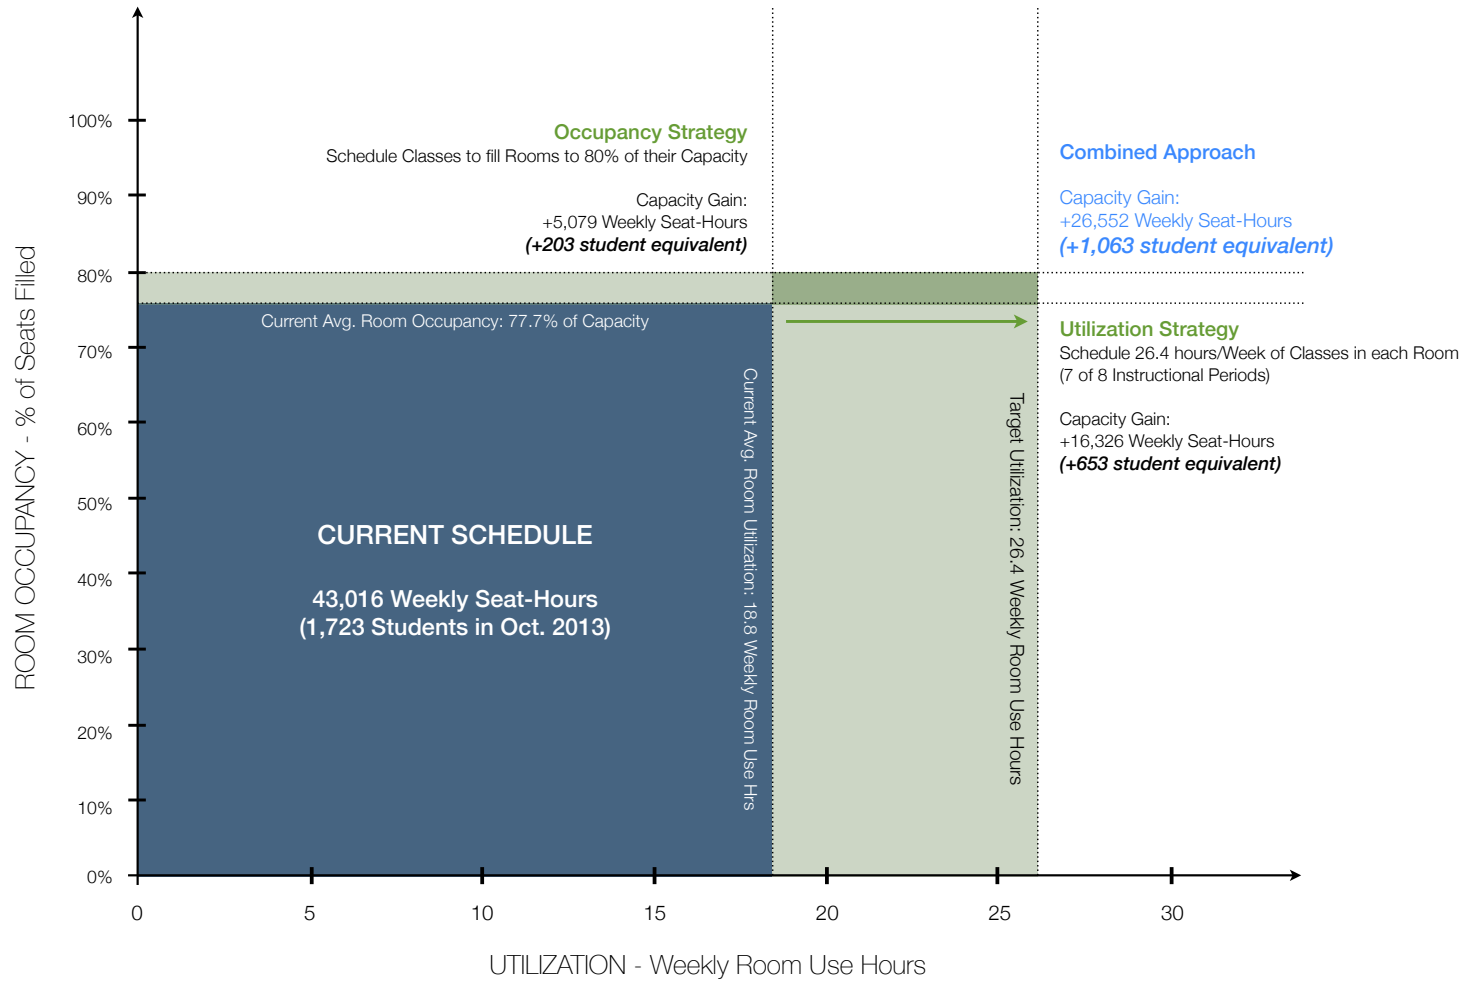 ROOM OCCUPANCY - % of Seats Filled
100%
90%
80%
70%
60%
50%
40%
30%
20%
10%
0%
Occupancy Strategy
Schedule Classes to fill Rooms to 80% of their Capacity
Capacity Gain:
+5,079 Weekly Seat-Hours
(+203 student equivalent)
Combined Approach
Capacity Gain:
+26,552 Weekly Seat-Hours
(+1,063 student equivalent)
Current Avg. Room Occupancy: 77.7% of Capacity
Utilization Strategy
Schedule 26.4 hours/Week of Classes in each Room
(7 of 8 Instructional Periods)
Capacity Gain:
+16,326 Weekly Seat-Hours
(+653 student equivalent)
Current Avg. Room Utilization: 18.8 Weekly Room Use Hrs
Target Utilization: 26.4 Weekly Room Use Hours
CURRENT SCHEDULE
43,016 Weekly Seat-Hours
(1,723 Students in Oct. 2013)
0
5
10
15
20
25
30
UTILIZATION - Weekly Room Use Hours